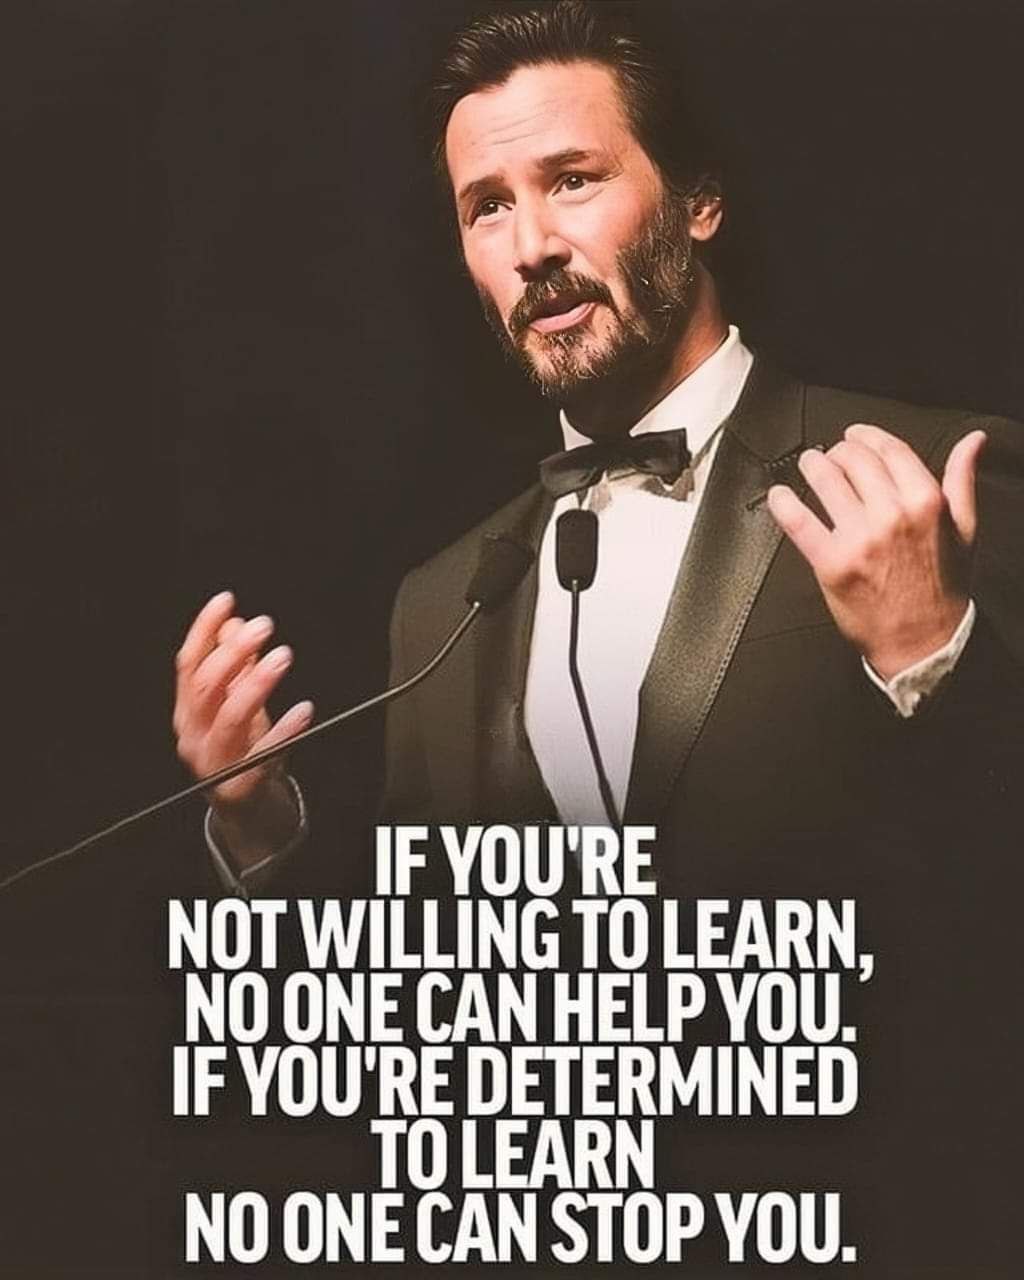 IF YOU'RE
NOT WILLING TO LEARN,
NO ONE CAN HELP YOU.
IF YOU'RE DETERMINED
TO LEARN
NO ONE CAN STOP YOU.